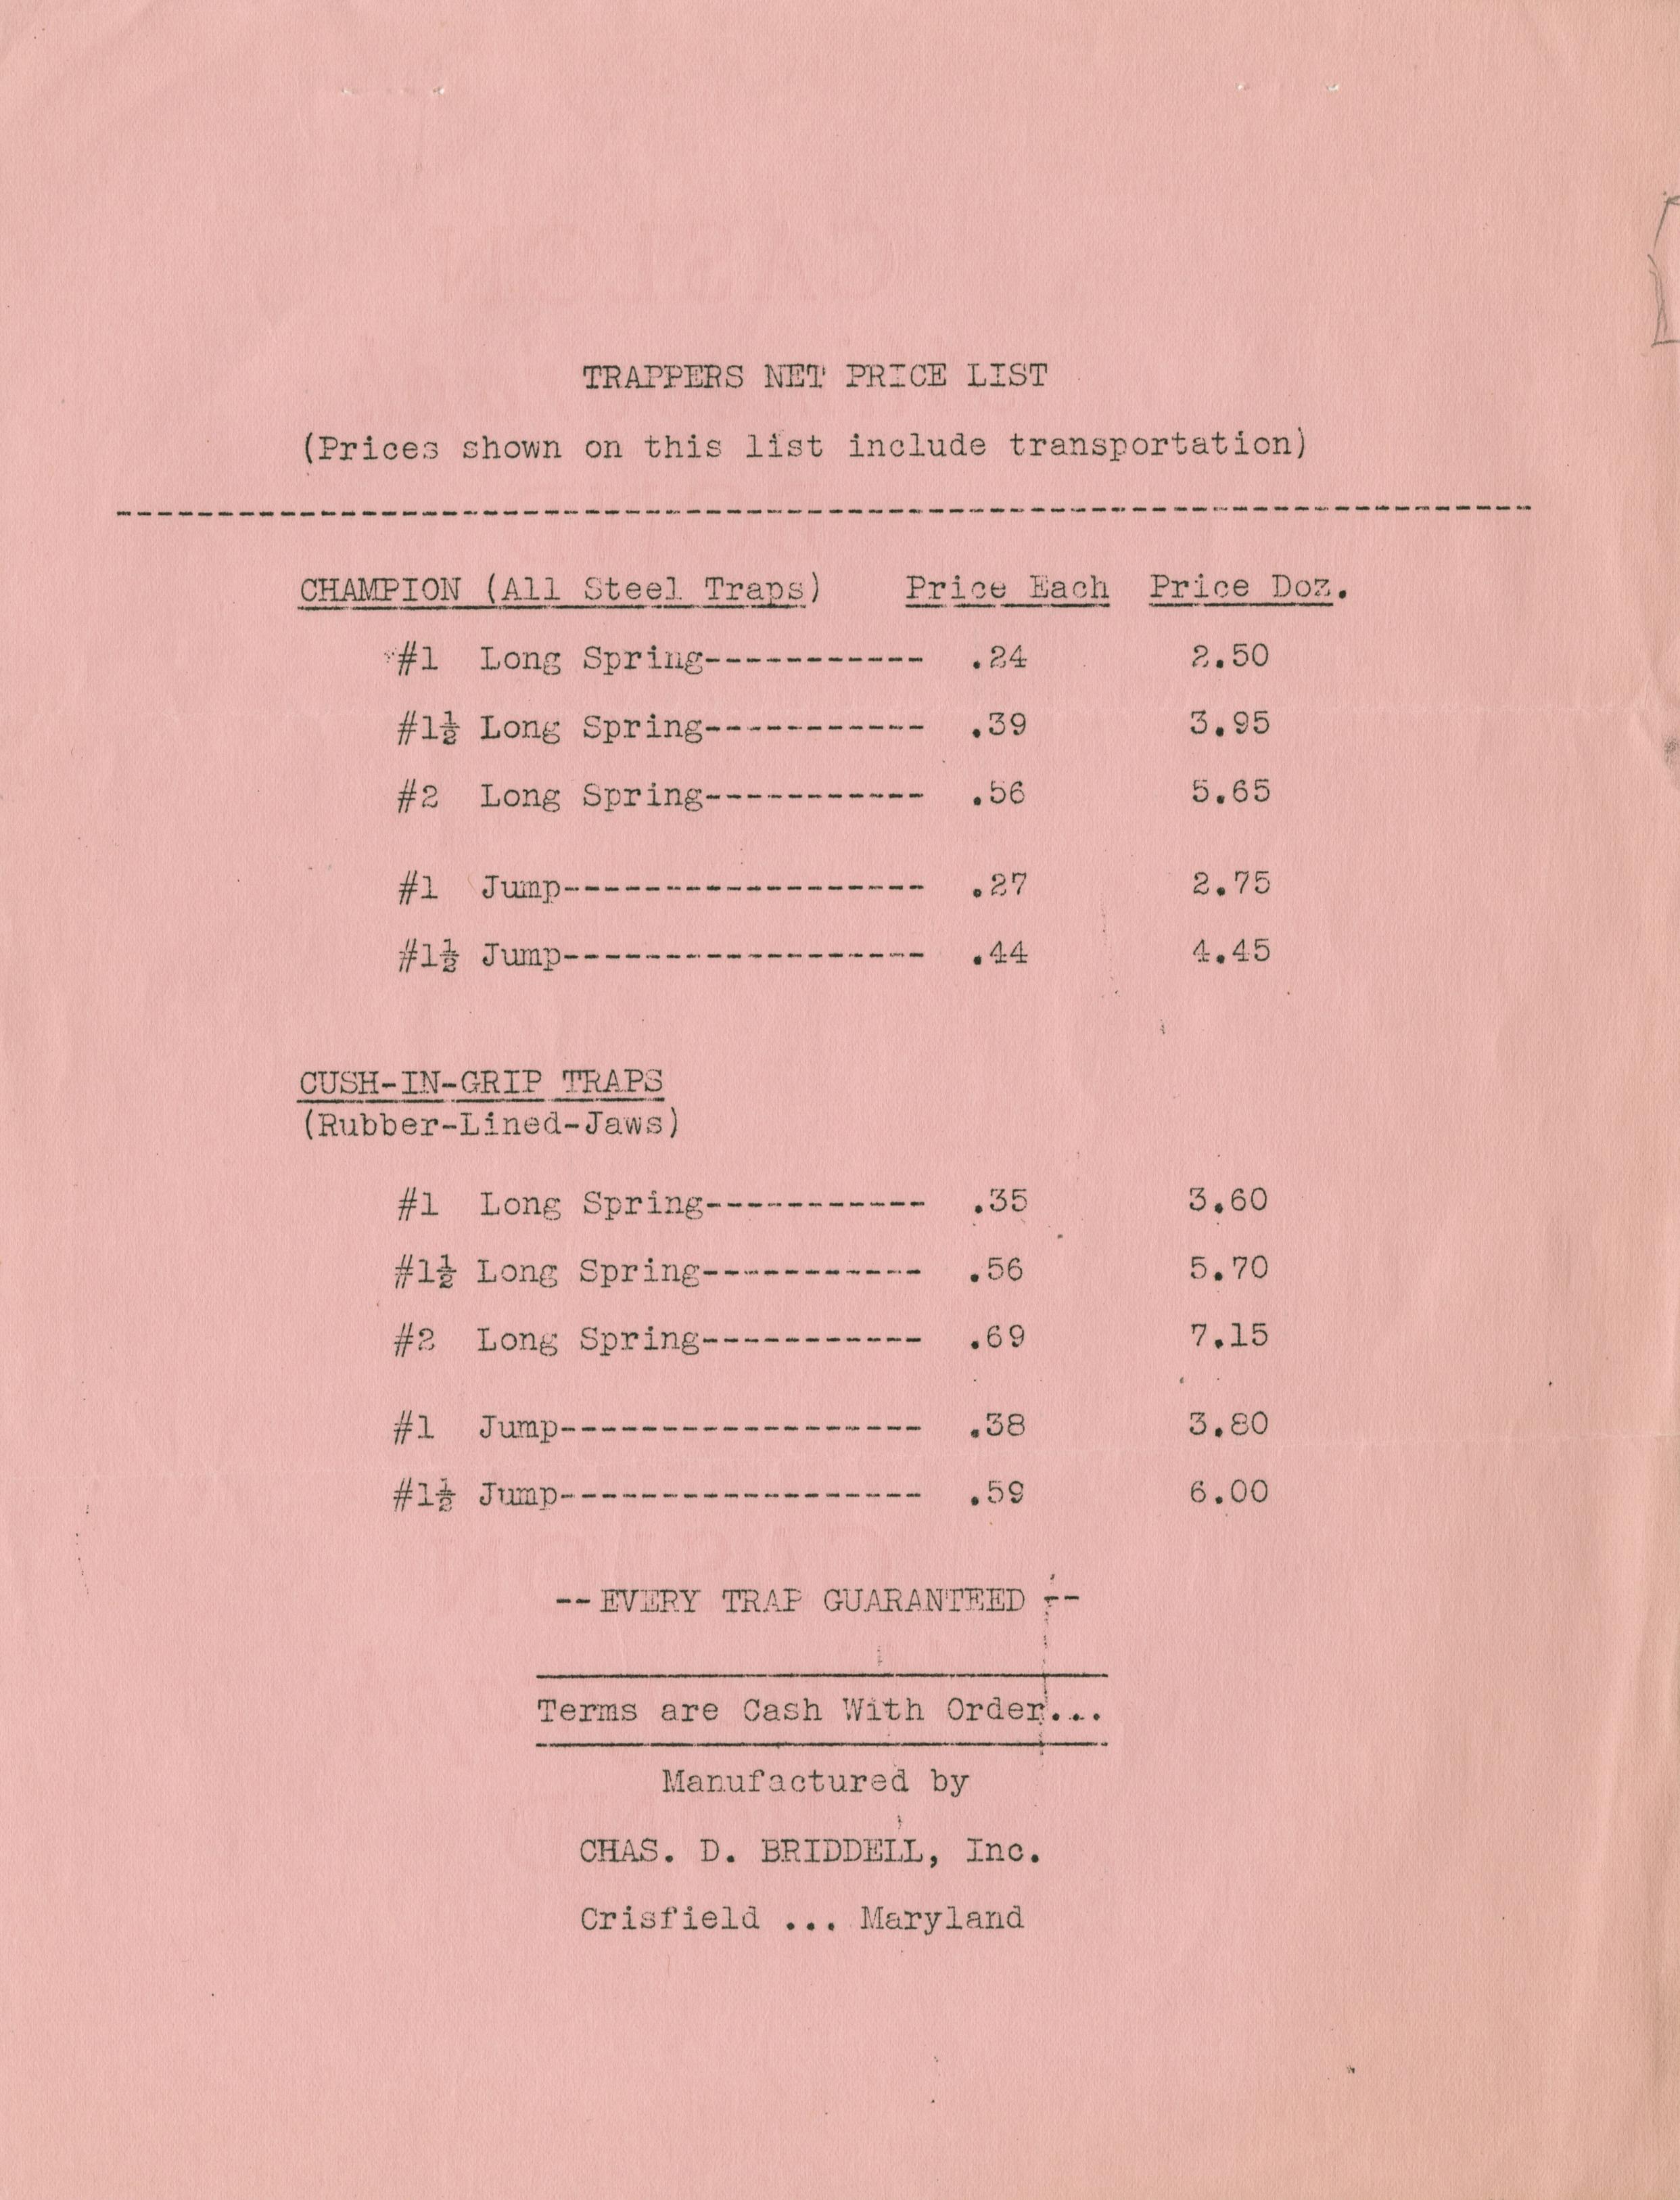 TRAPPERS NET PRICE LIST
(Prices shown on this list include transportation)
---------------------------------------------------------------------
CHAMPION (All Steel Traps) Price Each Price Doz.
#1 Long Spring----------- .24 2.50
#1½ Long Spring----------- .39 3.95
#2 Long Spring----------- .56 5.65
#1 Jump------------------ .27 2.75
#1½ Jump------------------ .44 4.45
CUSH-IN-GRIP TRAPS
(Rubber-Lined-Jaws)
#1 Long Spring----------- .35 3.60
#1½ Long Spring----------- .56 5.70
#2 Long Spring----------- .69 7.15
#1 Jump------------------ .38 3.80
#1½ Jump------------------ .59 6.00
--EVERY TRAP GUARANTEED --
Terms are Cash With Order...
Manufactured by
CHAS. D. BRIDDELL, Inc.
Crisfield ... Maryland